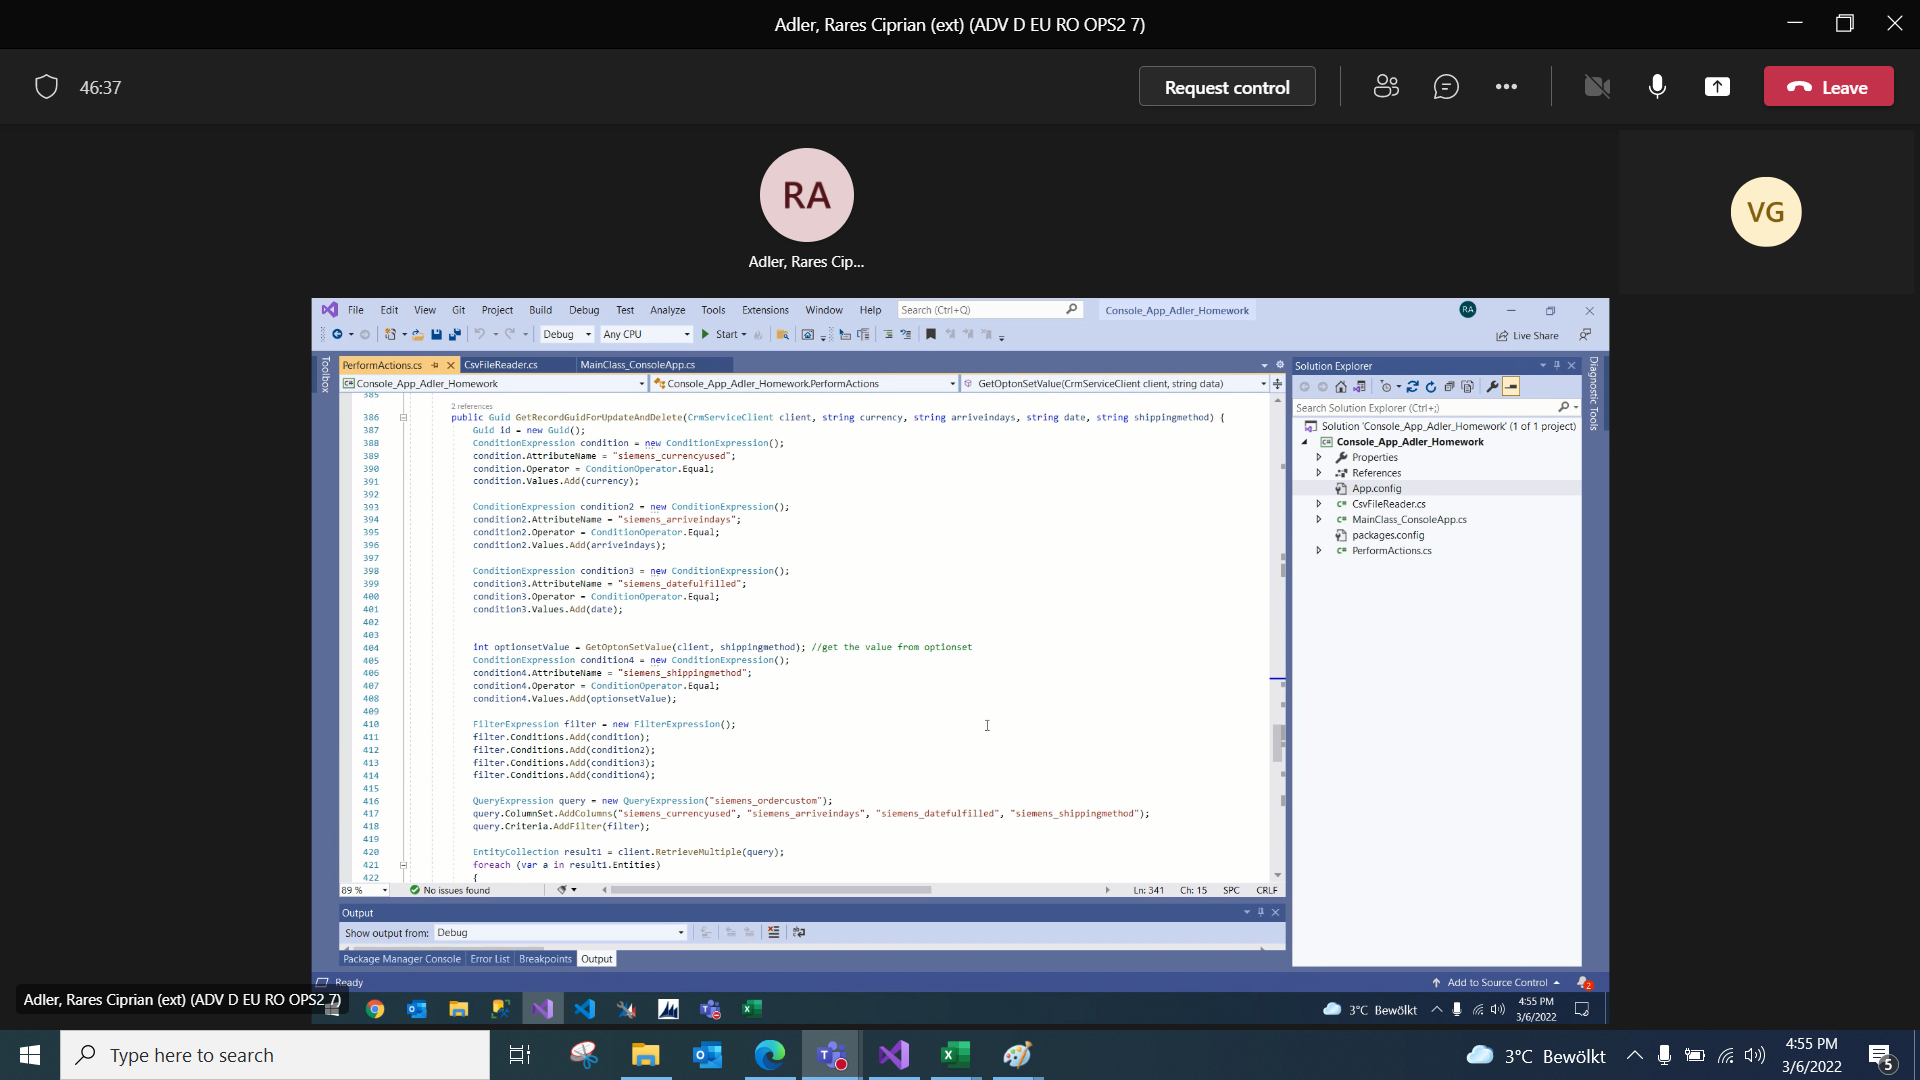 Adler, Rares Ciprian (ext) (ADV D EU RO OPS2 7)
46:37
Request control
Leave
RA
Adler, Rares Cip...
VG
File Edit View Git Project Build Debug Test Analyze Tools Extensions Window Help Search (Ctrl+Q) Console_App_Adler_Homework RA
Debug Any CPU Start Live Share
Toolbox
PerformActions.cs CsvFileReader.cs MainClass_ConsoleApp.cs
Console_App_Adler_Homework Console_App_Adler_Homework.PerformActions GetOptonSetValue(CrmServiceClient client, string data)
385
2 references
386 public Guid GetRecordGuidForUpdateAndDelete(CrmServiceClient client, string currency, string arriveindays, string date, string shippingmethod) {
387 Guid id = new Guid();
388 ConditionExpression condition = new ConditionExpression();
389 condition.AttributeName = "siemens_currencyused";
390 condition.Operator = ConditionOperator.Equal;
391 condition.Values.Add(currency);
392
393 ConditionExpression condition2 = new ConditionExpression();
394 condition2.AttributeName = "siemens_arriveindays";
395 condition2.Operator = ConditionOperator.Equal;
396 condition2.Values.Add(arriveindays);
397
398 ConditionExpression condition3 = new ConditionExpression();
399 condition3.AttributeName = "siemens_datefulfilled";
400 condition3.Operator = ConditionOperator.Equal;
401 condition3.Values.Add(date);
402
403
404 int optionsetValue = GetOptonSetValue(client, shippingmethod); //get the value from optionset
405 ConditionExpression condition4 = new ConditionExpression();
406 condition4.AttributeName = "siemens_shippingmethod";
407 condition4.Operator = ConditionOperator.Equal;
408 condition4.Values.Add(optionsetValue);
409
410 FilterExpression filter = new FilterExpression();
411 filter.Conditions.Add(condition);
412 filter.Conditions.Add(condition2);
413 filter.Conditions.Add(condition3);
414 filter.Conditions.Add(condition4);
415
416 QueryExpression query = new QueryExpression("siemens_ordercustom");
417 query.ColumnSet.AddColumns("siemens_currencyused", "siemens_arriveindays", "siemens_datefulfilled", "siemens_shippingmethod");
418 query.Criteria.AddFilter(filter);
419
420 EntityCollection result1 = client.RetrieveMultiple(query);
421 foreach (var a in result1.Entities)
422 {
89 % No issues found Ln: 341 Ch: 15 SPC CRLF
Solution Explorer
Search Solution Explorer (Ctrl+;)
Solution 'Console_App_Adler_Homework' (1 of 1 project)
Console_App_Adler_Homework
Properties
References
App.config
CsvFileReader.cs
MainClass_ConsoleApp.cs
packages.config
PerformActions.cs
Diagnostic Tools
Output
Show output from: Debug
Package Manager Console Error List Breakpoints Output
Ready Add to Source Control 2
Adler, Rares Ciprian (ext) (ADV D EU RO OPS2 7)
3°C Bewölkt 4:55 PM
3/6/2022
Type here to search
3°C Bewölkt 4:55 PM
3/6/2022
5